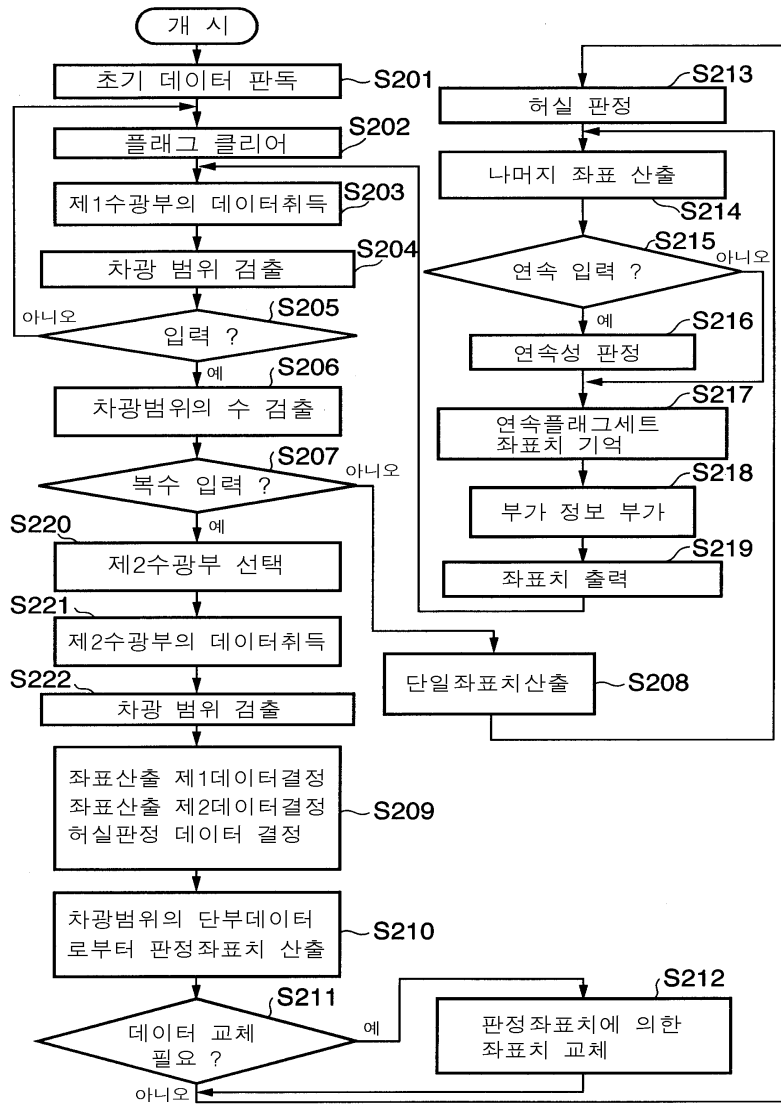 개 시
초기 데이터 판독
S201
플래그 클리어
S202
제1수광부의 데이터취득
S203
차광 범위 검출
S204
입력 ?
S205
아니오
예
차광범위의 수 검출
S206
복수 입력 ?
S207
아니오
예
제2수광부 선택
S220
제2수광부의 데이터취득
S221
차광 범위 검출
S222
좌표산출 제1데이터결정
좌표산출 제2데이터결정
허실판정 데이터 결정
S209
차광범위의 단부데이터
로부터 판정좌표치 산출
S210
데이터 교체
필요 ?
S211
예
아니오
판정좌표치에 의한
좌표치 교체
S212
단일좌표치산출
S208
허실 판정
S213
나머지 좌표 산출
S214
연속 입력 ?
S215
아니오
예
연속성 판정
S216
연속플래그세트
좌표치 기억
S217
부가 정보 부가
S218
좌표치 출력
S219